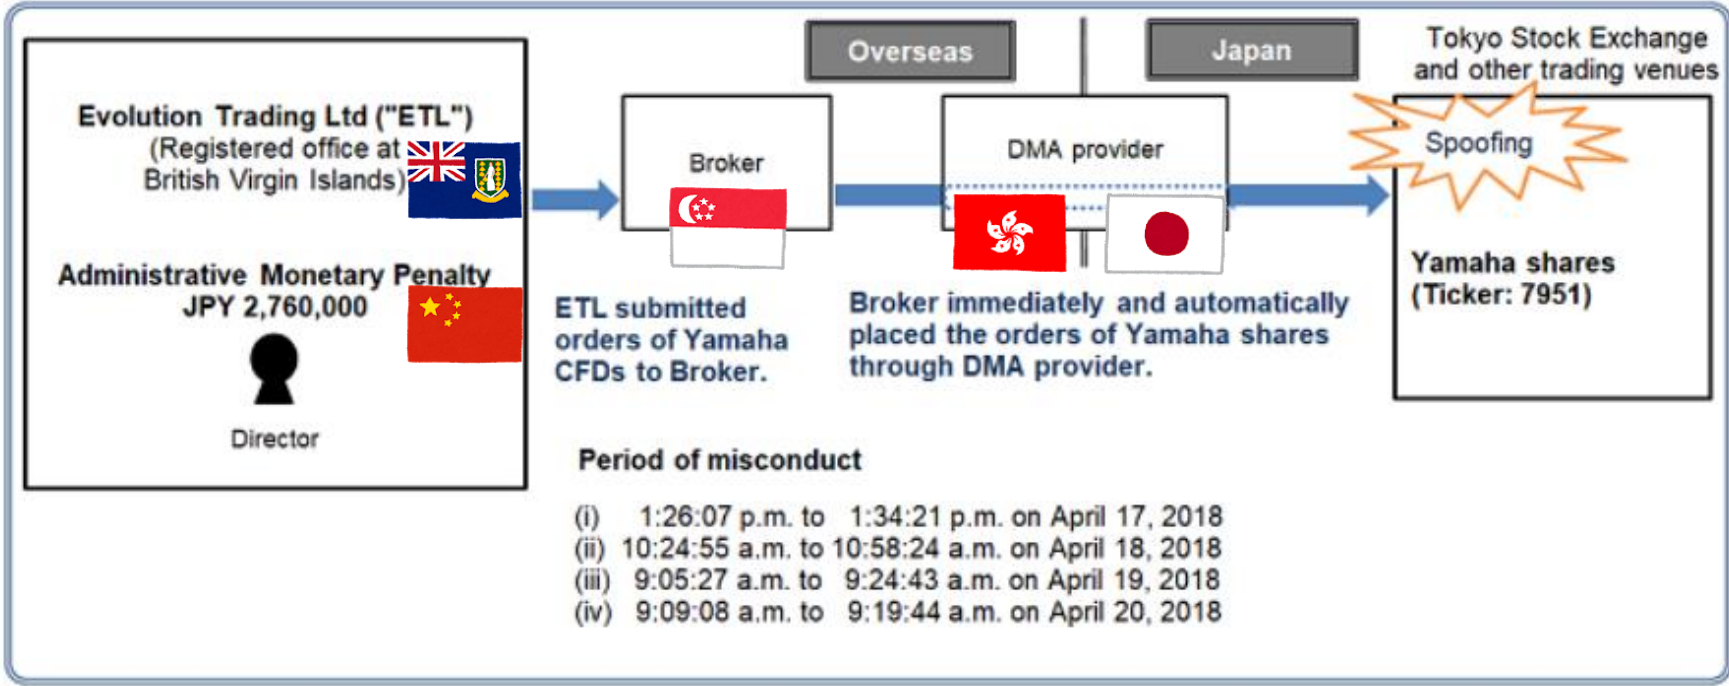 Overseas
Japan
Tokyo Stock Exchange
and other trading venues
Evolution Trading Ltd ("ETL")
(Registered office at
British Virgin Islands)
Broker
DMA provider
Spoofing
Administrative Monetary Penalty
JPY 2,760,000
Director
ETL submitted
orders of Yamaha
CFDs to Broker.
Broker immediately and automatically
placed the orders of Yamaha shares
through DMA provider.
Yamaha shares
(Ticker: 7951)
Period of misconduct
(i) 1:26:07 p.m. to 1:34:21 p.m. on April 17, 2018
(ii) 10:24:55 a.m. to 10:58:24 a.m. on April 18, 2018
(iii) 9:05:27 a.m. to 9:24:43 a.m. on April 19, 2018
(iv) 9:09:08 a.m. to 9:19:44 a.m. on April 20, 2018